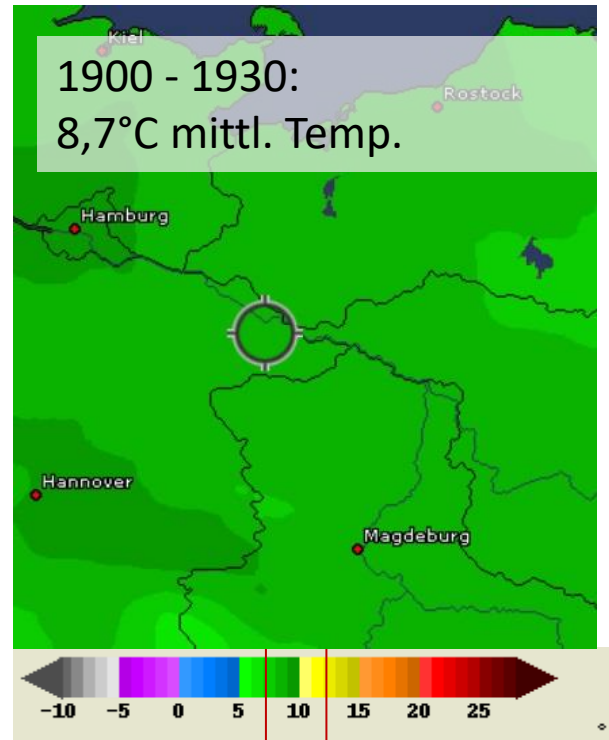 Kiel
1900 - 1930:
8,7°C mittl. Temp.
Rostock
Hamburg
Hannover
Magdeburg
-10 -5 0 5 10 15 20 25